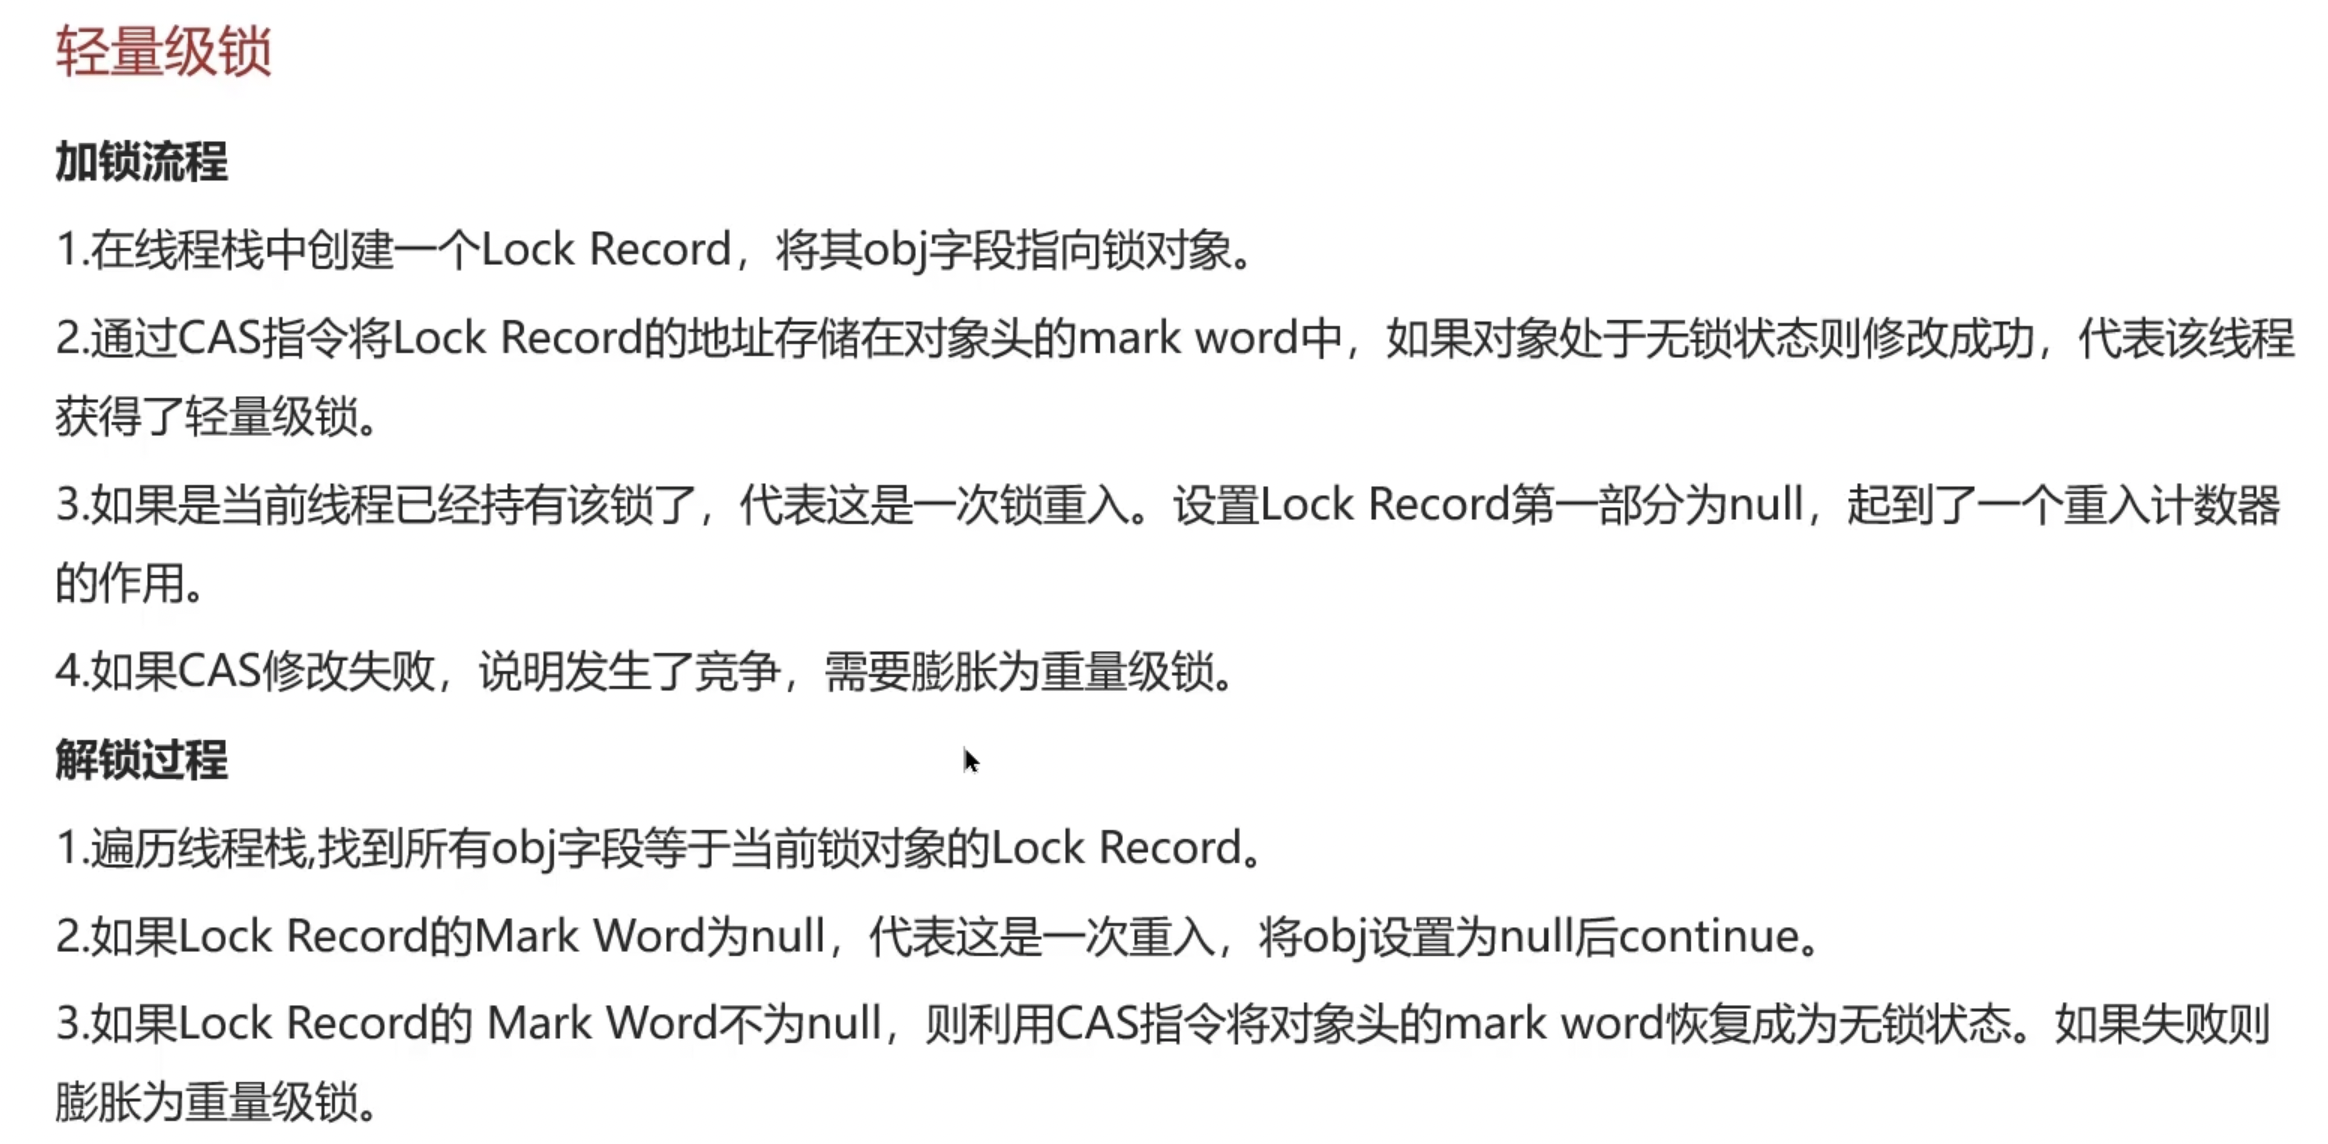 轻量级锁
加锁流程
1.在线程栈中创建一个Lock Record，将其obj字段指向锁对象。
2.通过CAS指令将Lock Record的地址存储在对象头的mark word中，如果对象处于无锁状态则修改成功，代表该线程
获得了轻量级锁。
3.如果是当前线程已经持有该锁了，代表这是一次锁重入。设置Lock Record第一部分为null，起到了一个重入计数器
的作用。
4.如果CAS修改失败，说明发生了竞争，需要膨胀为重量级锁。
解锁过程
1.遍历线程栈,找到所有obj字段等于当前锁对象的Lock Record。
2.如果Lock Record的Mark Word为null，代表这是一次重入，将obj设置为null后continue。
3.如果Lock Record的 Mark Word不为null，则利用CAS指令将对象头的mark word恢复成为无锁状态。如果失败则
膨胀为重量级锁。